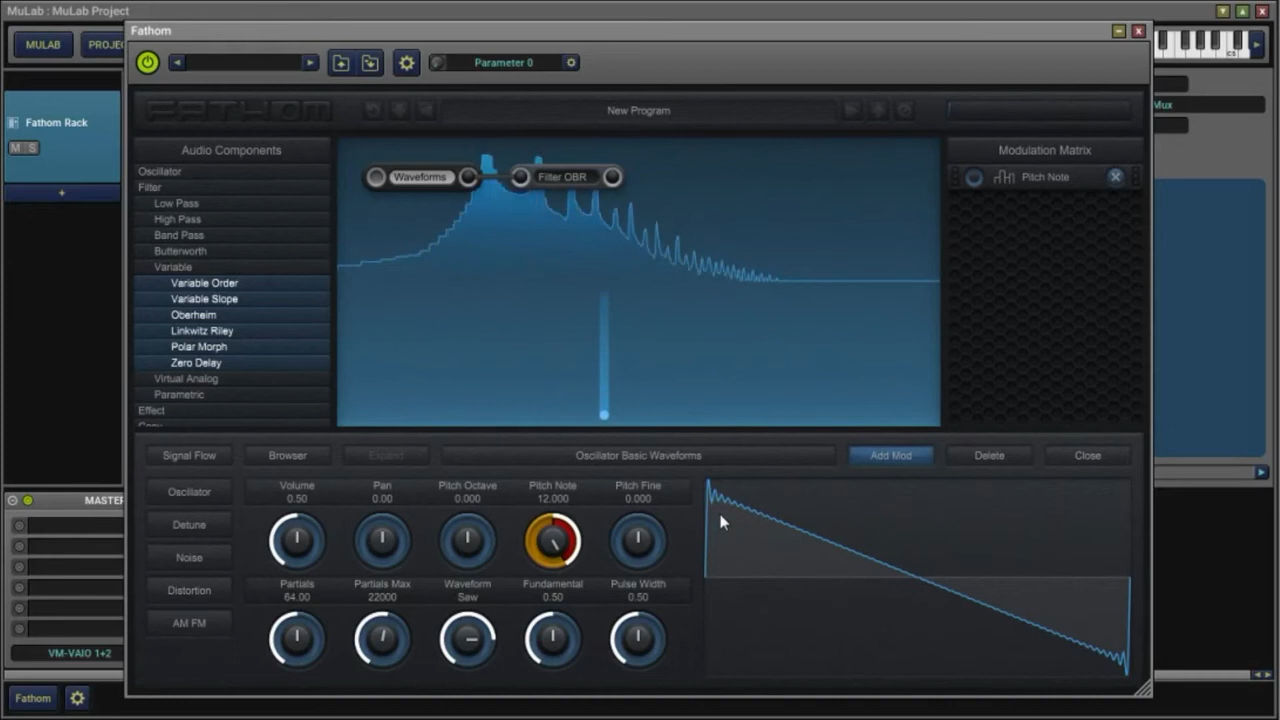 MuLab : MuLab Project
Fathom
MULAB
PROJEC
Parameter 0
C8
Fathom Rack
M S
+
Mux
FATHOM
New Program
Audio Components
Oscillator
Filter
Low Pass
High Pass
Band Pass
Butterworth
Variable
Variable Order
Variable Slope
Oberheim
Linkwitz Riley
Polar Morph
Zero Delay
Virtual Analog
Parametric
Effect
Waveforms
Filter OBR
Modulation Matrix
Pitch Note
Signal Flow
Browser
Expand
Oscillator Basic Waveforms
Add Mod
Delete
Close
Oscillator
Detune
Noise
Distortion
AM FM
Volume Pan Pitch Octave Pitch Note Pitch Fine
0.50 0.00 0.000 12.000 0.000
Partials Partials Max Waveform Fundamental Pulse Width
64.00 22000 Saw 0.50 0.50
MASTER
VM-VAIO 1+2
Fathom